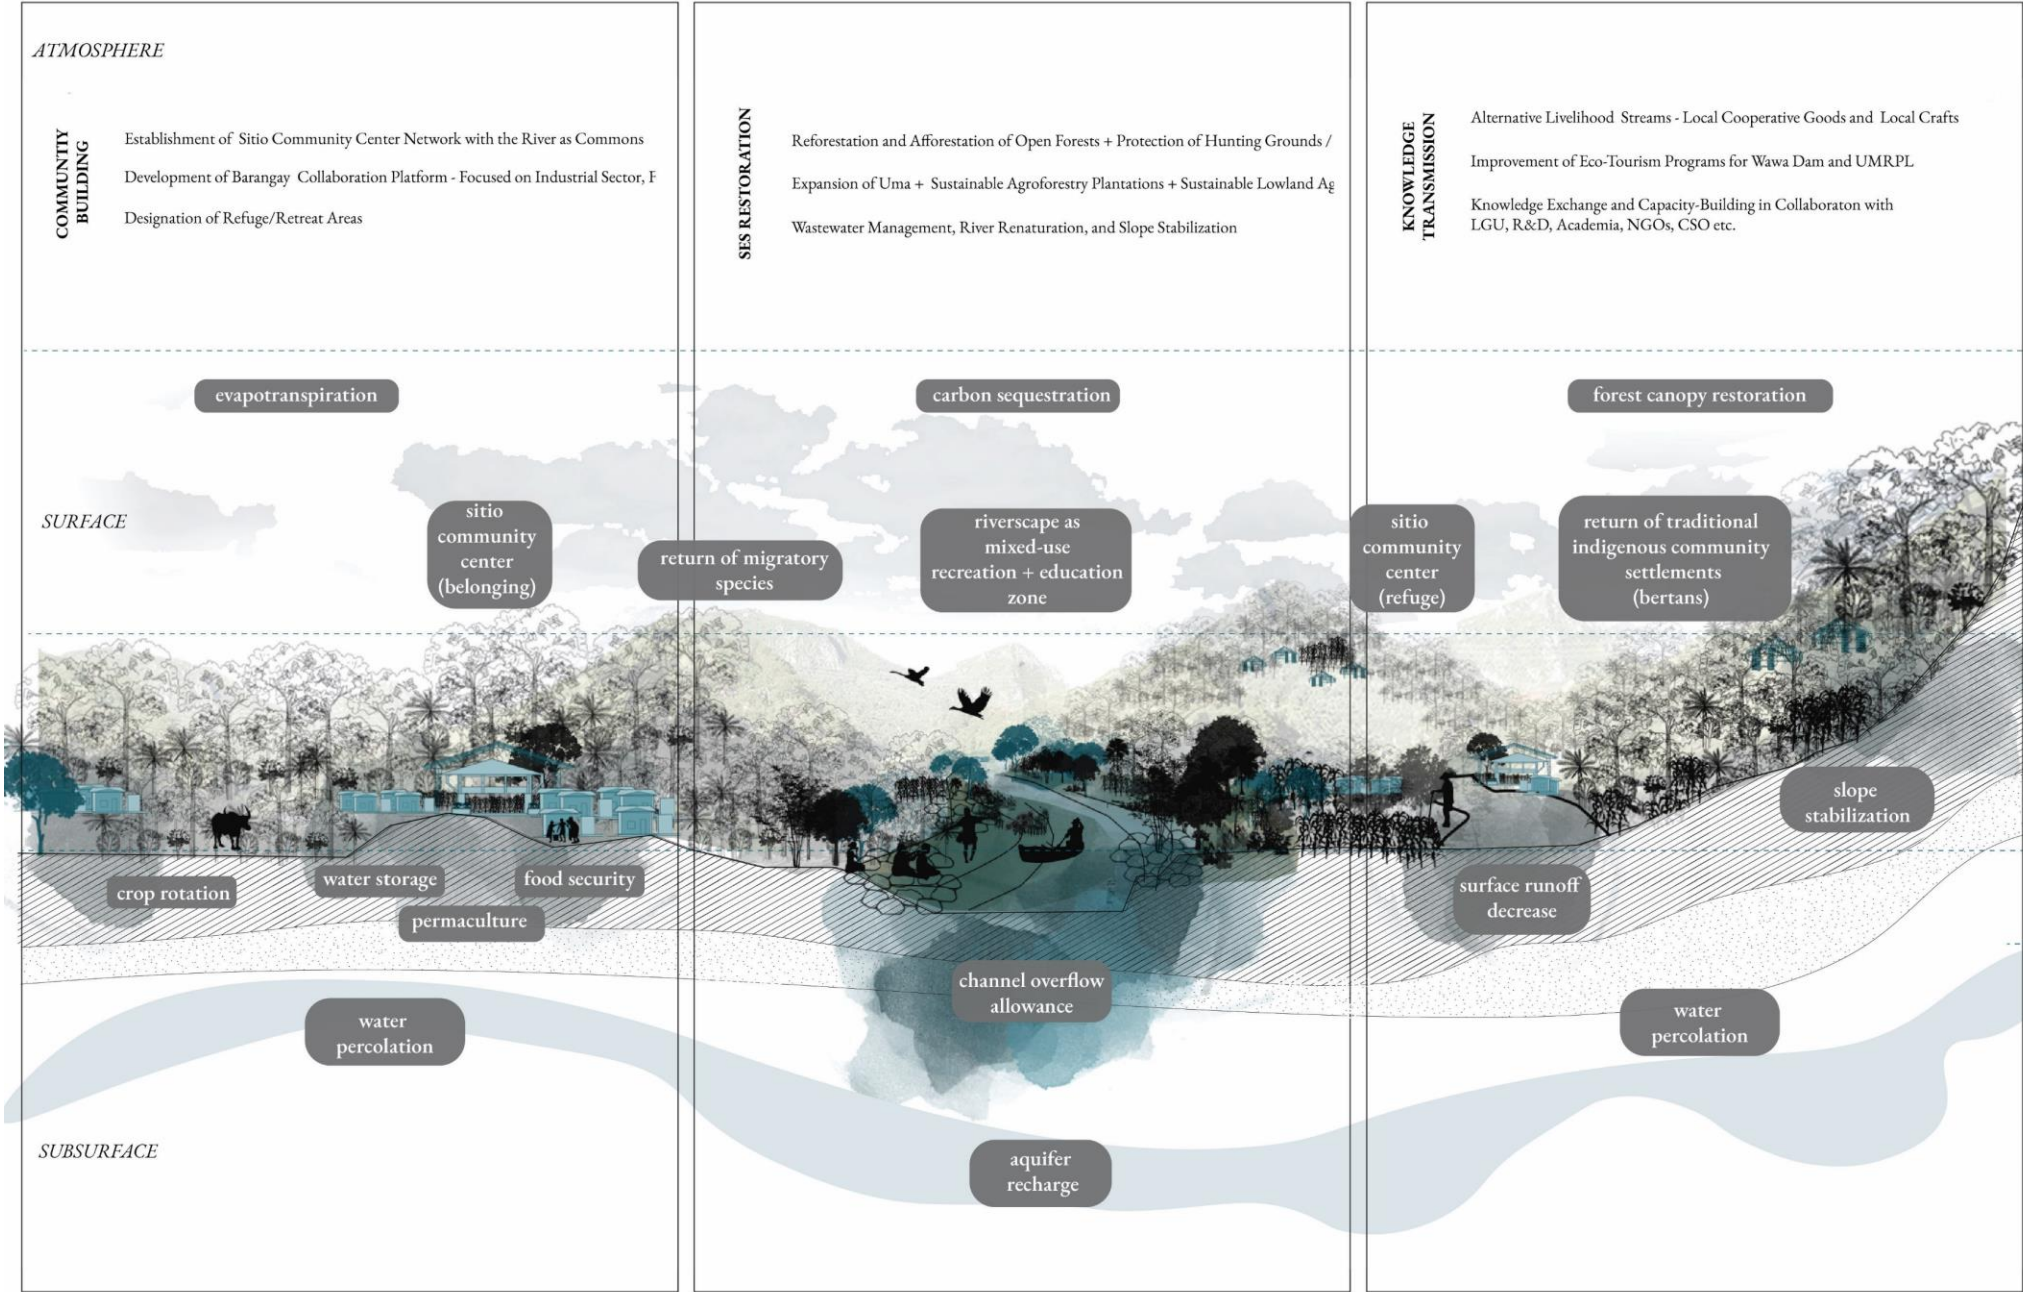 ATMOSPHERE
COMMUNTIY
BUILDING
Establishment of Sitio Community Center Network with the River as Commons
Development of Barangay Collaboration Platform - Focused on Industrial Sector, F
Designation of Refuge/Retreat Areas
SES RESTORATION
Reforestation and Afforestation of Open Forests + Protection of Hunting Grounds /
Expansion of Uma + Sustainable Agroforestry Plantations + Sustainable Lowland Ag
Wastewater Management, River Renaturation, and Slope Stabilization
KNOWLEDGE
TRANSMISSION
Alternative Livelihood Streams - Local Cooperative Goods and Local Crafts
Improvement of Eco-Tourism Programs for Wawa Dam and UMRPL
Knowledge Exchange and Capacity-Building in Collaboraton with
LGU, R&D, Academia, NGOs, CSO etc.
evapotranspiration
carbon sequestration
forest canopy restoration
SURFACE
sitio
community
center
(belonging)
return of migratory
species
riverscape as
mixed-use
recreation + education
zone
sitio
community
center
(refuge)
return of traditional
indigenous community
settlements
(bertans)
slope
stabilization
crop rotation
water storage
food security
permaculture
surface runoff
decrease
channel overflow
allowance
water
percolation
water
percolation
SUBSURFACE
aquifer
recharge